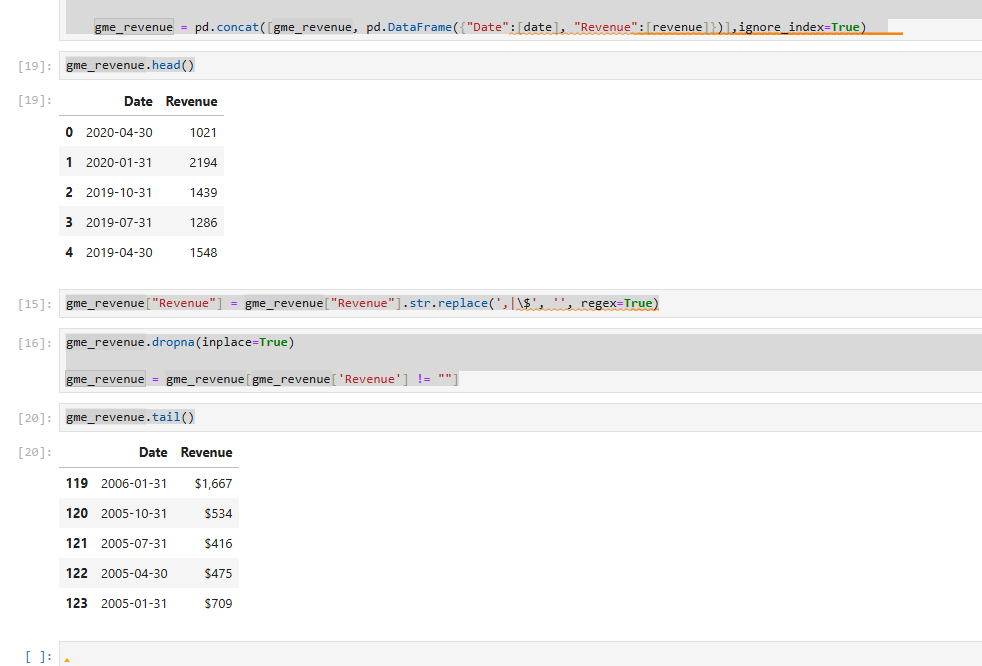 gme_revenue = pd.concat([gme_revenue, pd.DataFrame({"Date":[date], "Revenue":[revenue]})],ignore_index=True)
[19]: gme_revenue.head()
[19]:
Date Revenue
0 2020-04-30 1021
1 2020-01-31 2194
2 2019-10-31 1439
3 2019-07-31 1286
4 2019-04-30 1548
[15]: gme_revenue["Revenue"] = gme_revenue["Revenue"].str.replace(',|\$', '', regex=True)
[16]: gme_revenue.dropna(inplace=True)
gme_revenue = gme_revenue[gme_revenue['Revenue'] != ""]
[20]: gme_revenue.tail()
[20]:
Date Revenue
119 2006-01-31 $1,667
120 2005-10-31 $534
121 2005-07-31 $416
122 2005-04-30 $475
123 2005-01-31 $709
[ ]: